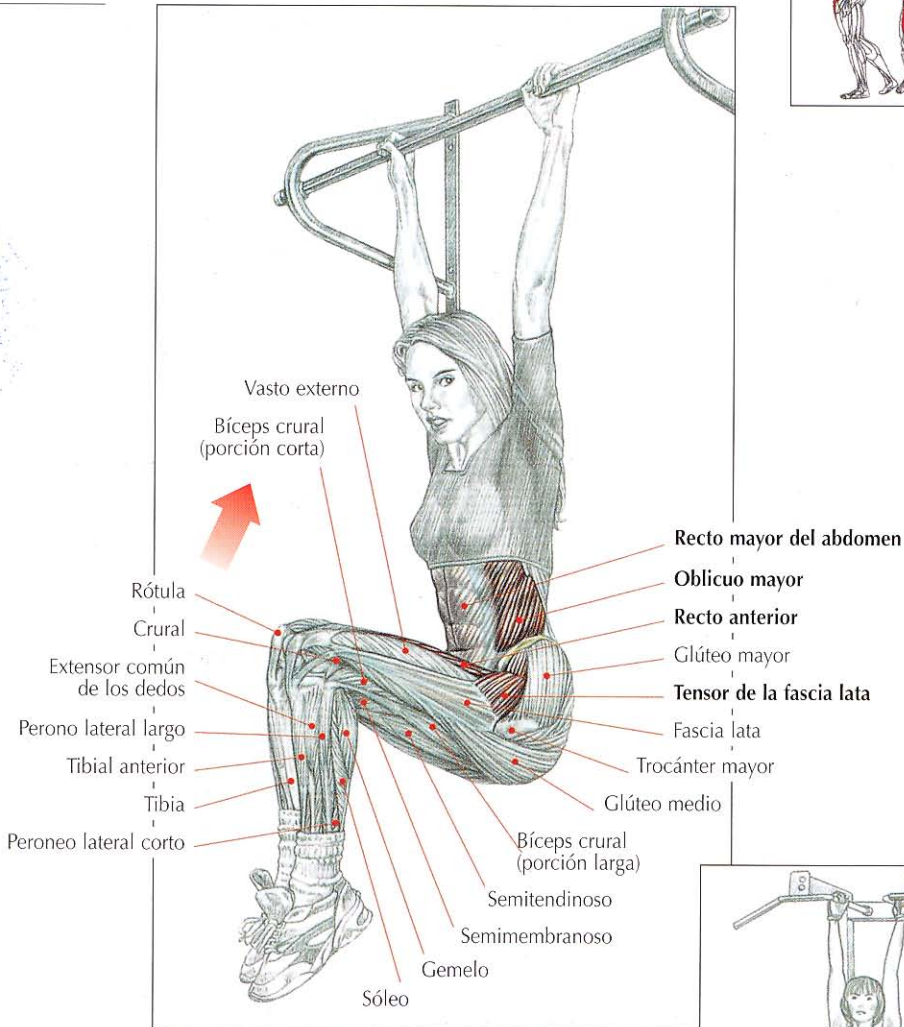 Vasto externo
Bíceps crural
(porción corta)
Rótula
Crural
Extensor común
de los dedos
Perono lateral largo
Tibial anterior
Tibia
Peroneo lateral corto
Recto mayor del abdomen
Oblicuo mayor
Recto anterior
Glúteo mayor
Tensor de la fascia lata
Fascia lata
Trocánter mayor
Glúteo medio
Bíceps crural
(porción larga)
Semitendinoso
Semimembranoso
Gemelo
Sóleo